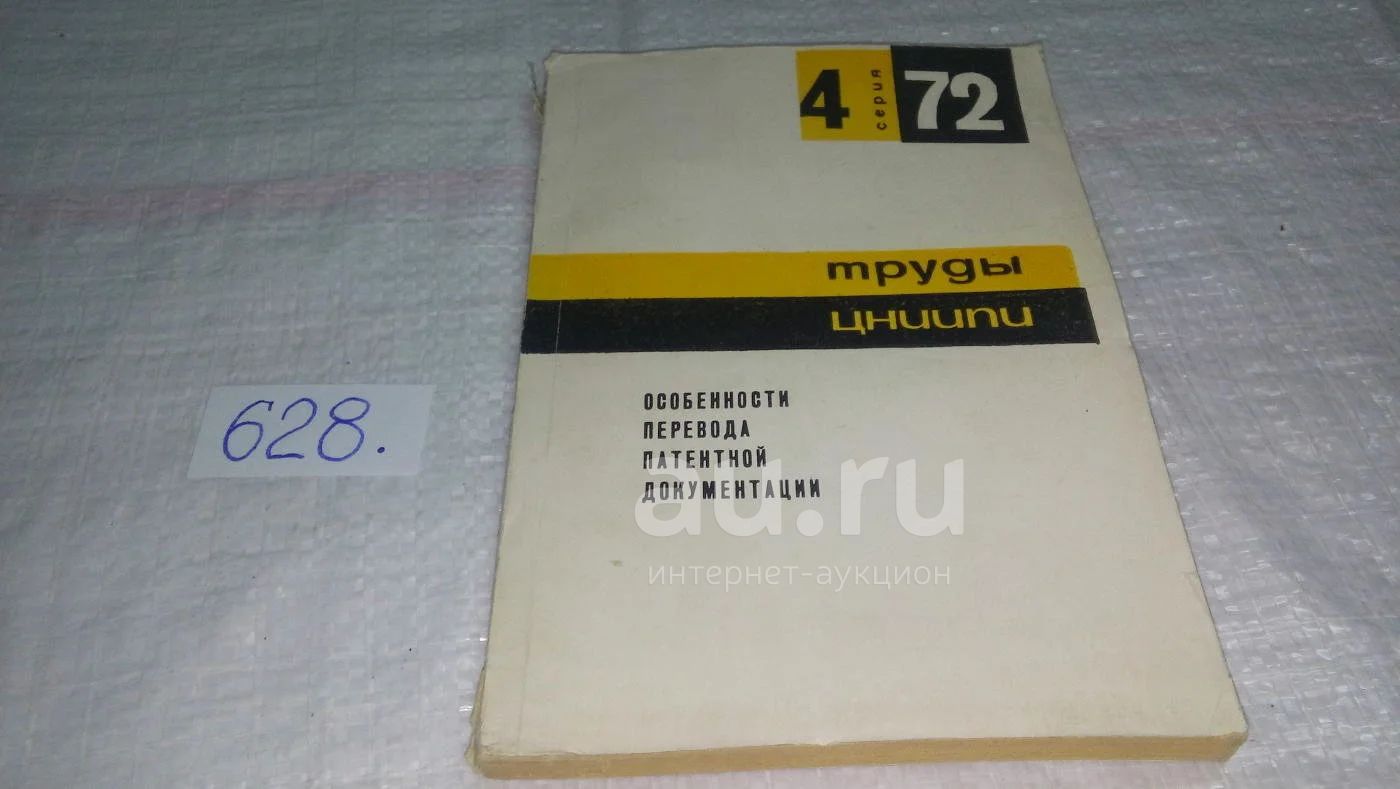 4 серия 72
труды
цниипи
ОСОБЕННОСТИ
ПЕРЕВОДА
ПАТЕНТНОЙ
ДОКУМЕНТАЦИИ
628.
au.ru
интернет-аукцион